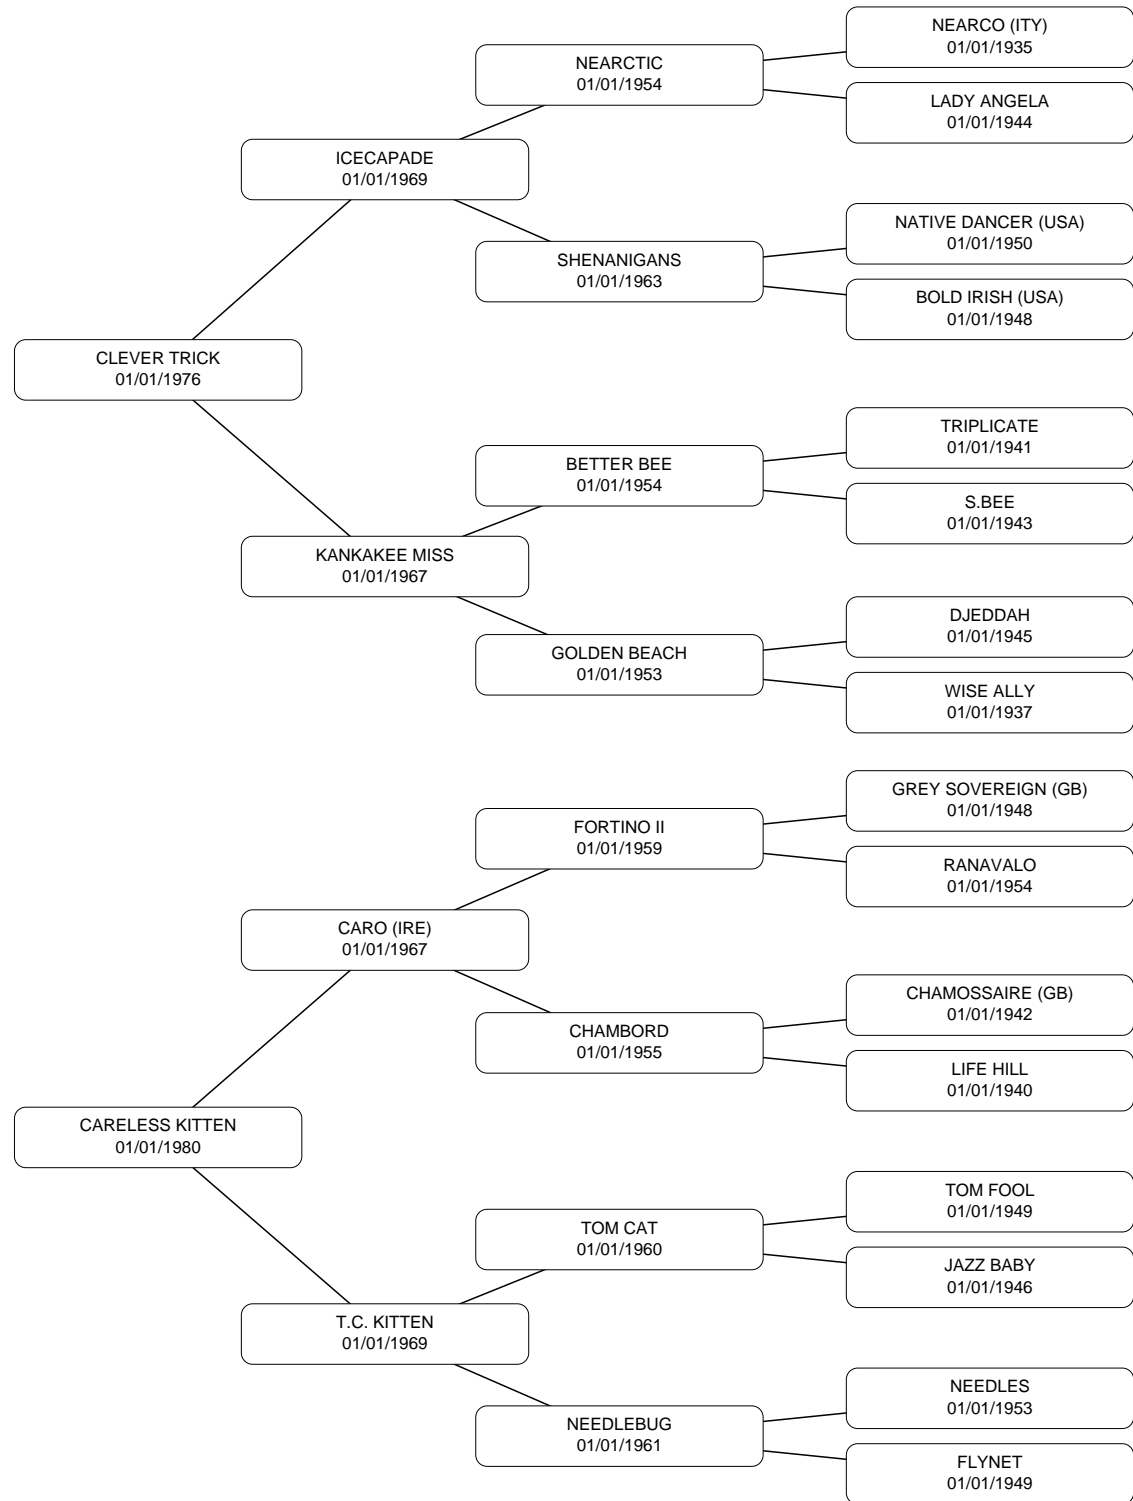 NEARCO (ITY)
01/01/1935
NEARCTIC
01/01/1954
LADY ANGELA
01/01/1944
ICECAPADE
01/01/1969
NATIVE DANCER (USA)
01/01/1950
SHENANIGANS
01/01/1963
BOLD IRISH (USA)
01/01/1948
CLEVER TRICK
01/01/1976
TRIPLICATE
01/01/1941
BETTER BEE
01/01/1954
S.BEE
01/01/1943
KANKAKEE MISS
01/01/1967
DJEDDAH
01/01/1945
GOLDEN BEACH
01/01/1953
WISE ALLY
01/01/1937
GREY SOVEREIGN (GB)
01/01/1948
FORTINO II
01/01/1959
RANAVALO
01/01/1954
CARO (IRE)
01/01/1967
CHAMOSSAIRE (GB)
01/01/1942
CHAMBORD
01/01/1955
LIFE HILL
01/01/1940
CARELESS KITTEN
01/01/1980
TOM FOOL
01/01/1949
TOM CAT
01/01/1960
JAZZ BABY
01/01/1946
T.C. KITTEN
01/01/1969
NEEDLES
01/01/1953
NEEDLEBUG
01/01/1961
FLYNET
01/01/1949